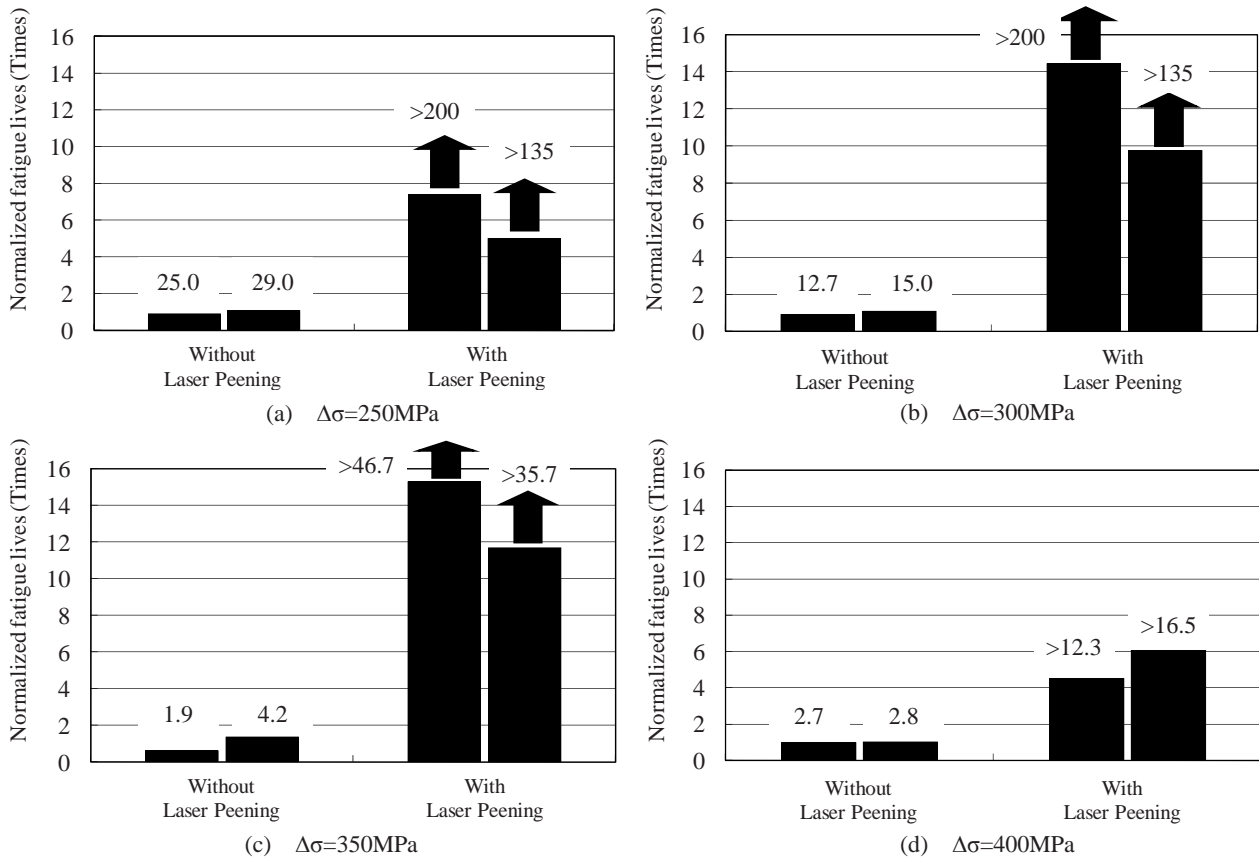 Normalized fatigue lives (Times)
16
14
12
10
8
6
4
2
0
25.0
29.0
>200
>135
Without
Laser Peening
With
Laser Peening
(a) Δσ=250MPa
Normalized fatigue lives (Times)
16
14
12
10
8
6
4
2
0
12.7
15.0
>200
>135
Without
Laser Peening
With
Laser Peening
(b) Δσ=300MPa
Normalized fatigue lives (Times)
16
14
12
10
8
6
4
2
0
1.9
4.2
>46.7
>35.7
Without
Laser Peening
With
Laser Peening
(c) Δσ=350MPa
Normalized fatigue lives (Times)
16
14
12
10
8
6
4
2
0
2.7
2.8
>12.3
>16.5
Without
Laser Peening
With
Laser Peening
(d) Δσ=400MPa